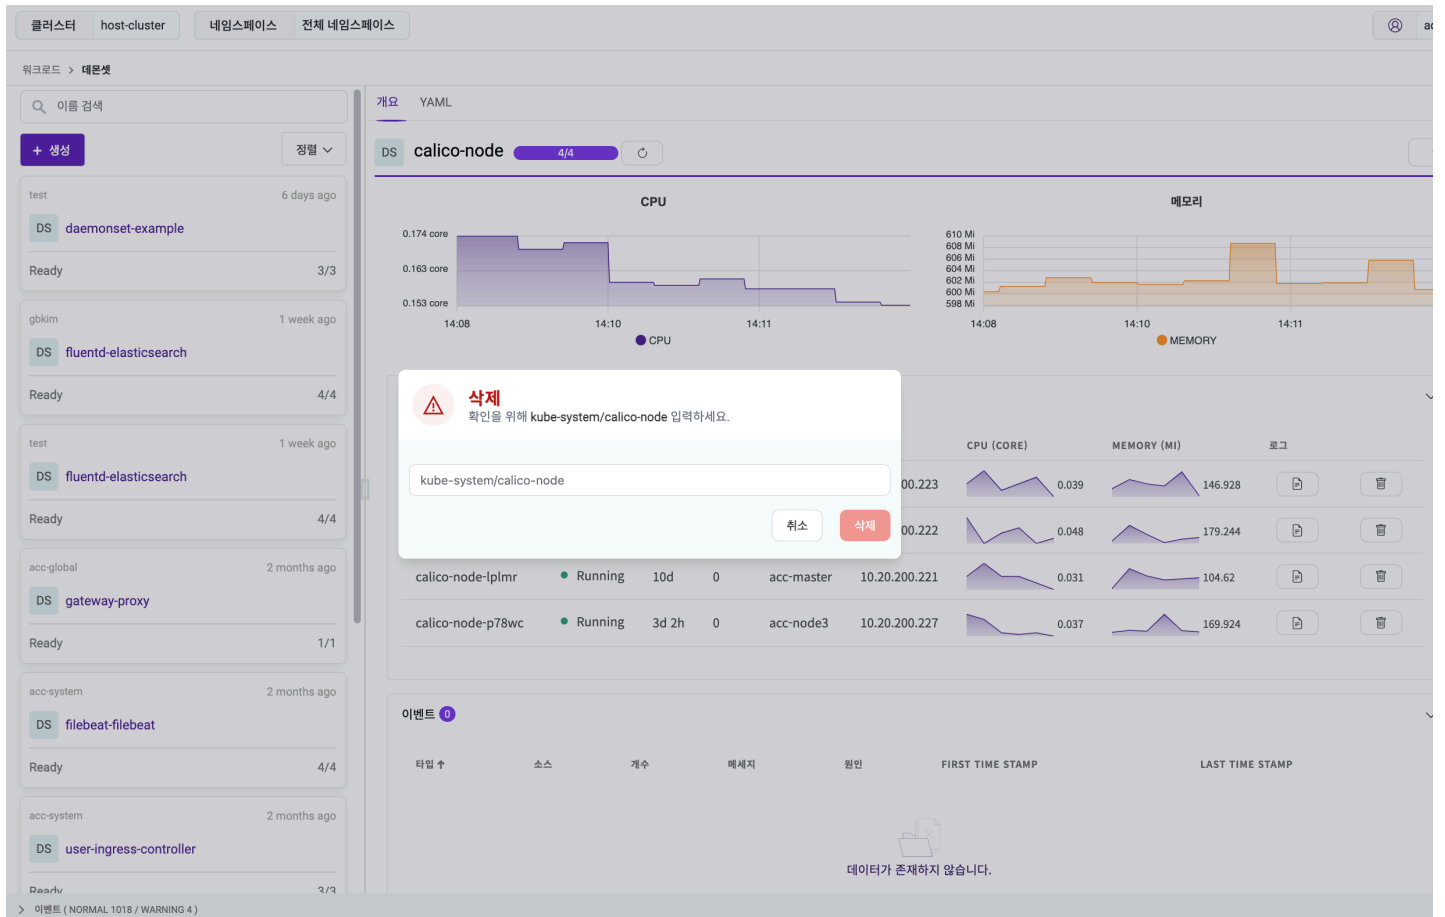 클러스터 host-cluster 네임스페이스 전체 네임스페이스
워크로드 > 데몬셋
이름 검색
+ 생성 정렬
test 6 days ago
DS daemonset-example
Ready 3/3
gbkim 1 week ago
DS fluentd-elasticsearch
Ready 4/4
test 1 week ago
DS fluentd-elasticsearch
Ready 4/4
acc-global 2 months ago
DS gateway-proxy
Ready 1/1
acc-system 2 months ago
DS filebeat-filebeat
Ready 4/4
acc-system 2 months ago
DS user-ingress-controller
Ready 3/3
개요 YAML
DS calico-node 4/4
CPU
0.174 core
0.163 core
0.153 core
14:08 14:10 14:11
CPU
메모리
610 Mi
608 Mi
606 Mi
604 Mi
602 Mi
600 Mi
598 Mi
14:08 14:10 14:11
MEMORY
삭제
확인을 위해 kube-system/calico-node 입력하세요.
kube-system/calico-node
취소 삭제
CPU (CORE) MEMORY (MI) 로그
00.223 0.039 146.928
00.222 0.048 179.244
calico-node-lplmr Running 10d 0 acc-master 10.20.200.221 0.031 104.62
calico-node-p78wc Running 3d 2h 0 acc-node3 10.20.200.227 0.037 169.924
이벤트 0
타입 소스 개수 메세지 원인 FIRST TIME STAMP LAST TIME STAMP
데이터가 존재하지 않습니다.
> 이벤트 ( NORMAL 1018 / WARNING 4 )